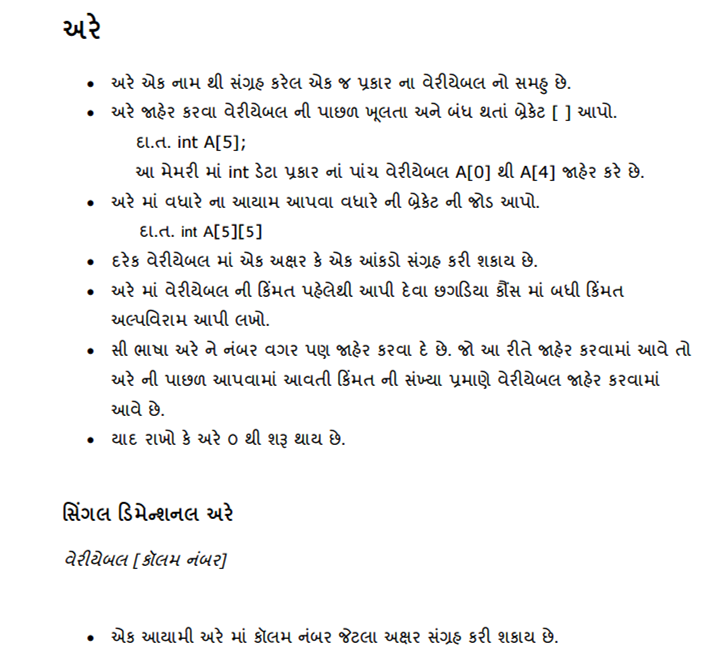 અરે
• અરે એક નામ થી સંગ્રહ કરેલ એક જ પ્રકાર ના વેરીયેબલ નો સમહુ છે.
• અરે જાહેર કરવા વેરીયેબલ ની પાછળ ખૂલતા અને બંધ થતાં બ્રેકેટ [ ] આપો.
દા.ત. int A[5];
આ મેમરી માં int ડેટા પ્રકાર નાં પાંચ વેરીયેબલ A[0] થી A[4] જાહેર કરે છે.
• અરે માં વધારે ના આયામ આપવા વધારે ની બ્રેકેટ ની જોડ આપો.
દા.ત. int A[5][5]
• દરેક વેરીયેબલ માં એક અક્ષર કે એક આંકડો સંગ્રહ કરી શકાય છે.
• અરે માં વેરીયેબલ ની કિંમત પહેલેથી આપી દેવા છગડિયા કૌંસ માં બધી કિંમત
અલ્પવિરામ આપી લખો.
• સી ભાષા અરે ને નંબર વગર પણ જાહેર કરવા દે છે. જો આ રીતે જાહેર કરવામાં આવે તો
અરે ની પાછળ આપવામાં આવતી કિંમત ની સંખ્યા પ્રમાણે વેરીયેબલ જાહેર કરવામાં
આવે છે.
• યાદ રાખો કે અરે ૦ થી શરૂ થાય છે.
સિંગલ ડિમેન્શનલ અરે
વેરીયેબલ [કૉલમ નંબર]
• એક આયામી અરે માં કૉલમ નંબર જેટલા અક્ષર સંગ્રહ કરી શકાય છે.